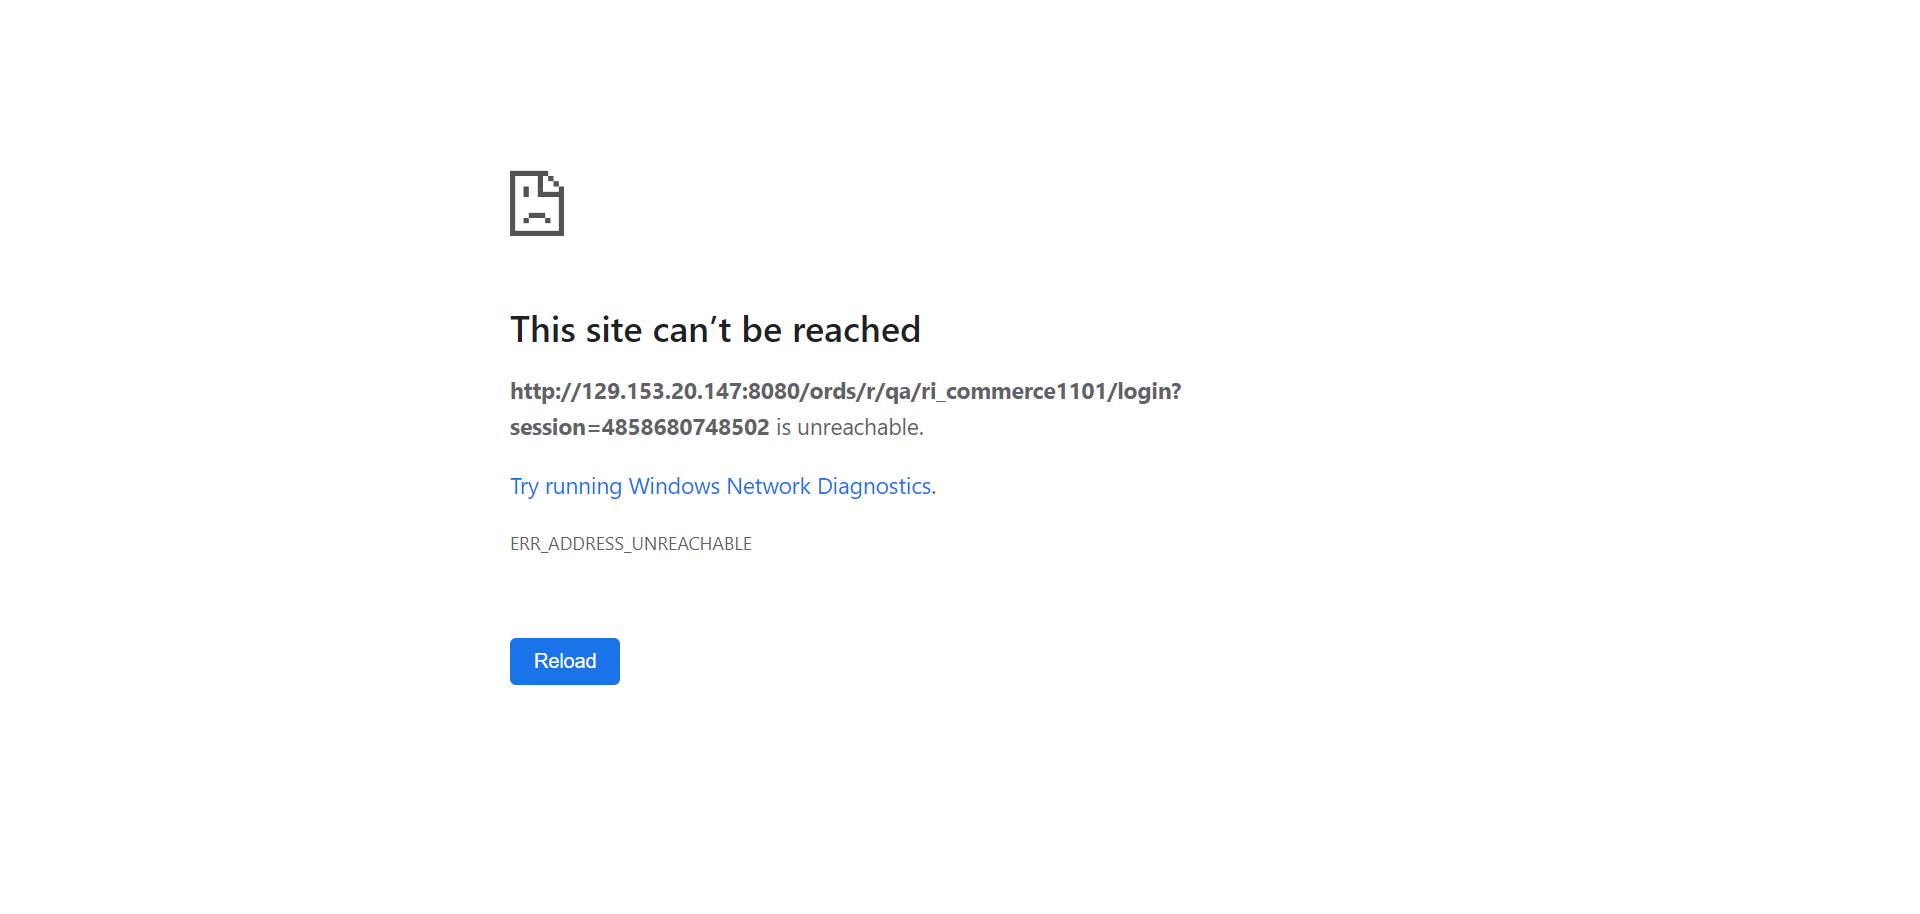 This site can’t be reached
http://129.153.20.147:8080/ords/r/qa/ri_commerce1101/login?
session=4858680748502 is unreachable.
Try running Windows Network Diagnostics.
ERR_ADDRESS_UNREACHABLE
Reload